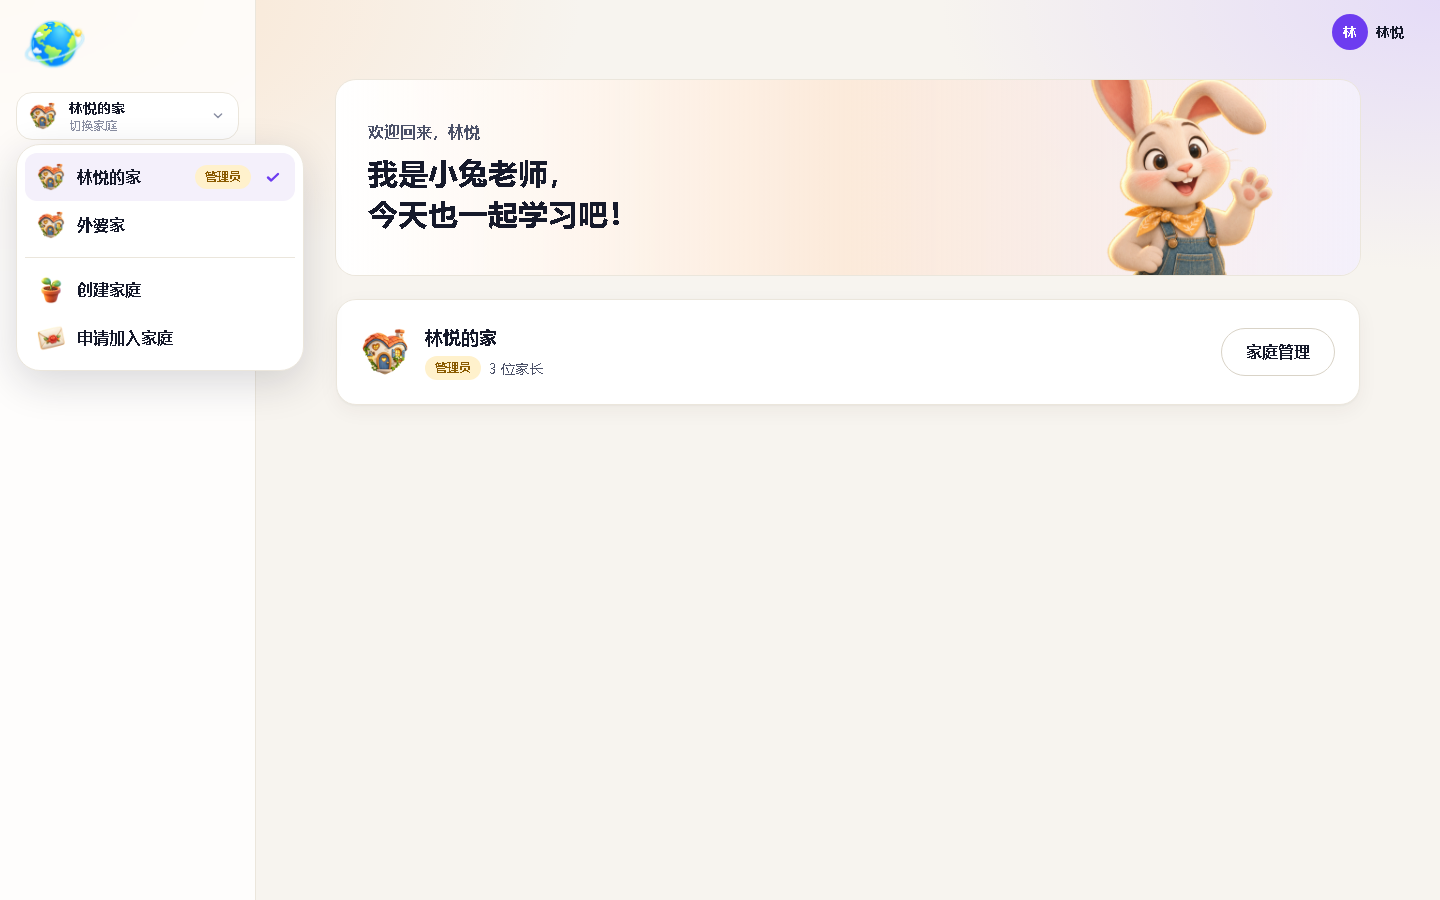 林 林悦
林悦的家
切换家庭
林悦的家 管理员
外婆家
创建家庭
申请加入家庭
欢迎回来，林悦
我是小兔老师，
今天也一起学习吧！
林悦的家
管理员 3 位家长
家庭管理